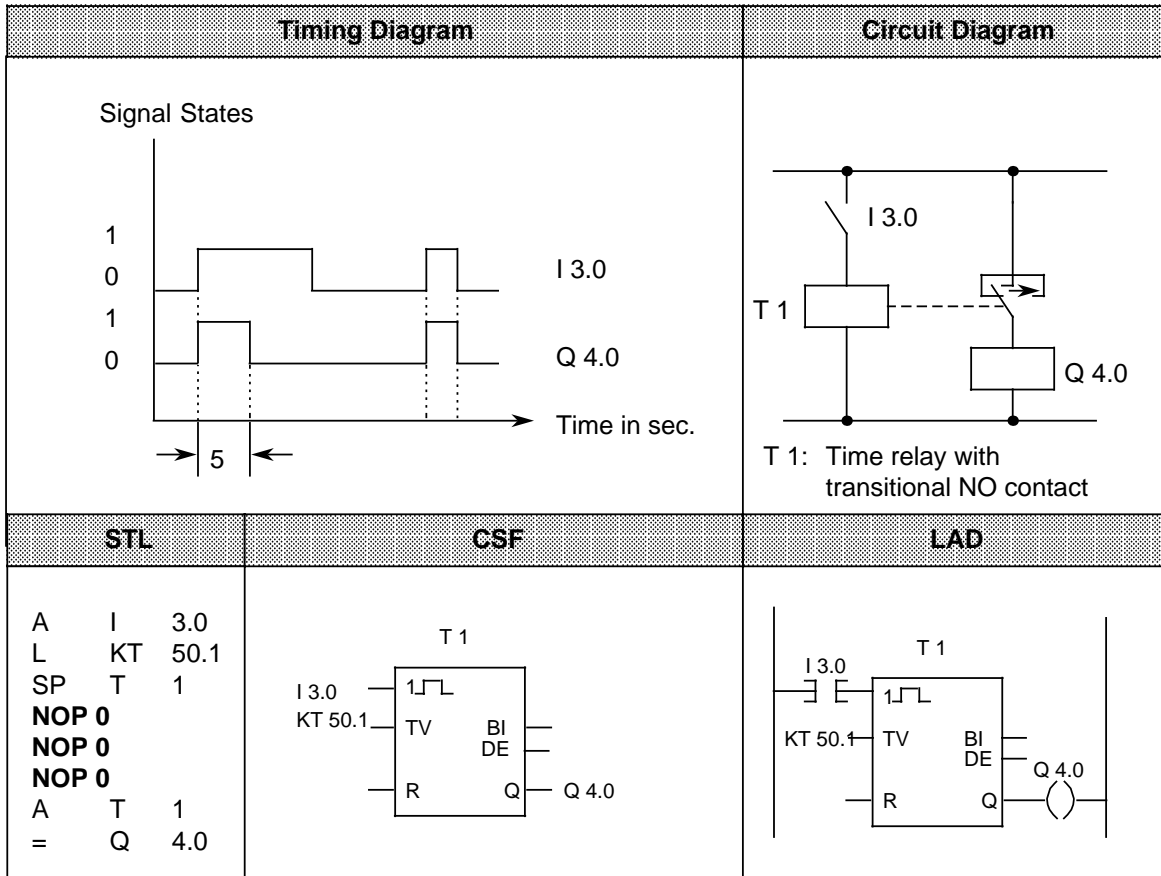 Timing Diagram
Circuit Diagram
Signal States
1
0
I 3.0
1
0
Q 4.0
Time in sec.
5
I 3.0
T 1
Q 4.0
T 1: Time relay with
transitional NO contact
STL
CSF
LAD
A I 3.0
L KT 50.1
SP T 1
NOP 0
NOP 0
NOP 0
A T 1
= Q 4.0
T 1
I 3.0
1
KT 50.1
TV
BI
DE
R
Q
Q 4.0
T 1
I 3.0
1
KT 50.1
TV
BI
DE
Q 4.0
R
Q